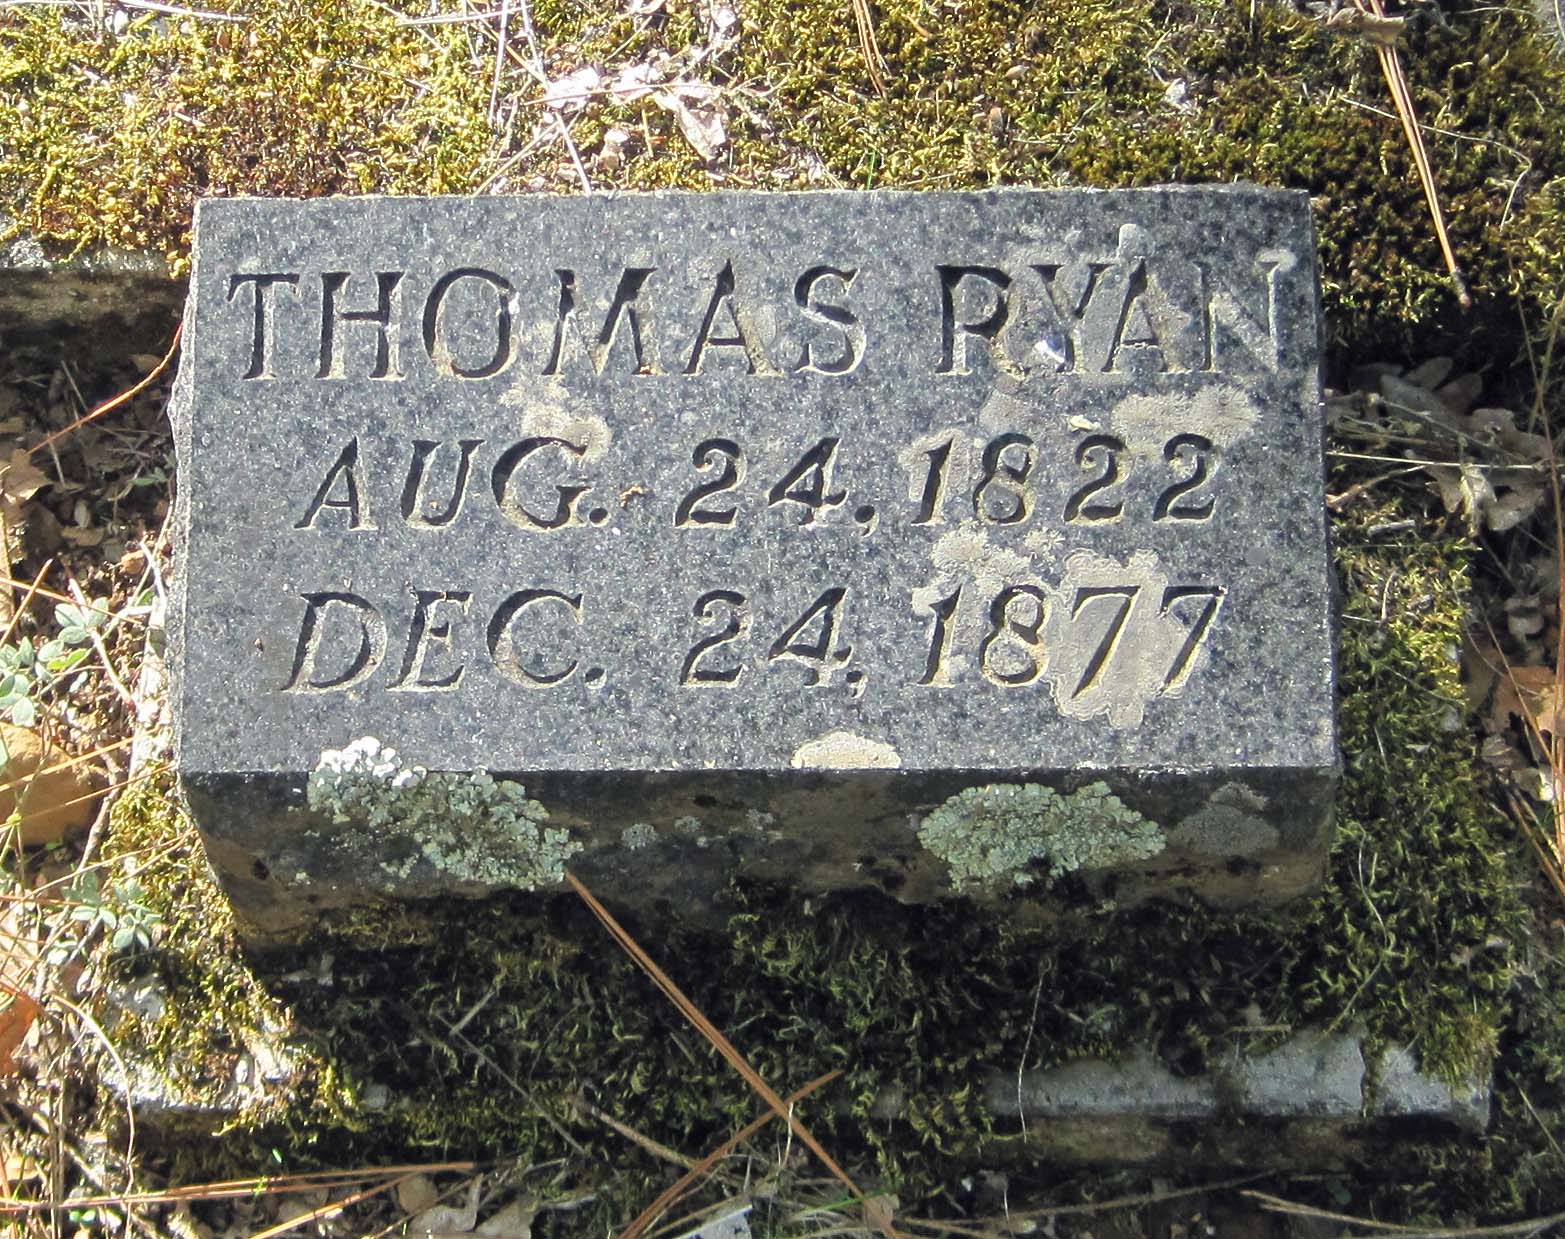 THOMAS RYAN
AUG. 24, 1822
DEC. 24, 1877